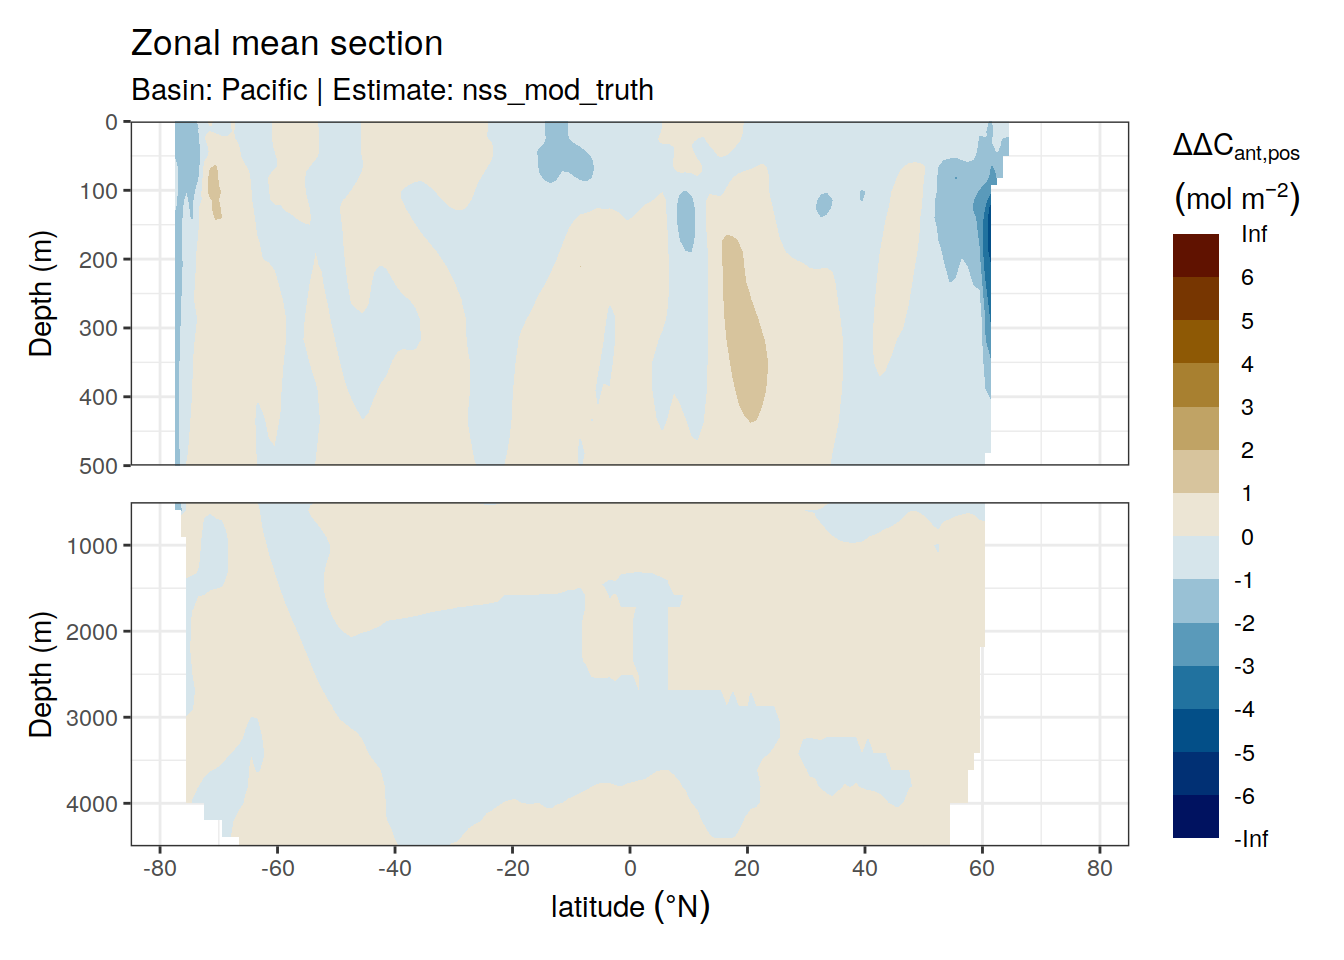 Zonal mean section
Basin: Pacific | Estimate: nss_mod_truth
0
100
200
300
400
500
Depth (m)
1000
2000
3000
4000
Depth (m)
-80 -60 -40 -20 0 20 40 60 80
latitude (°N)
ΔΔC_ant,pos
(mol m⁻²)
Inf
6
5
4
3
2
1
0
-1
-2
-3
-4
-5
-6
-Inf